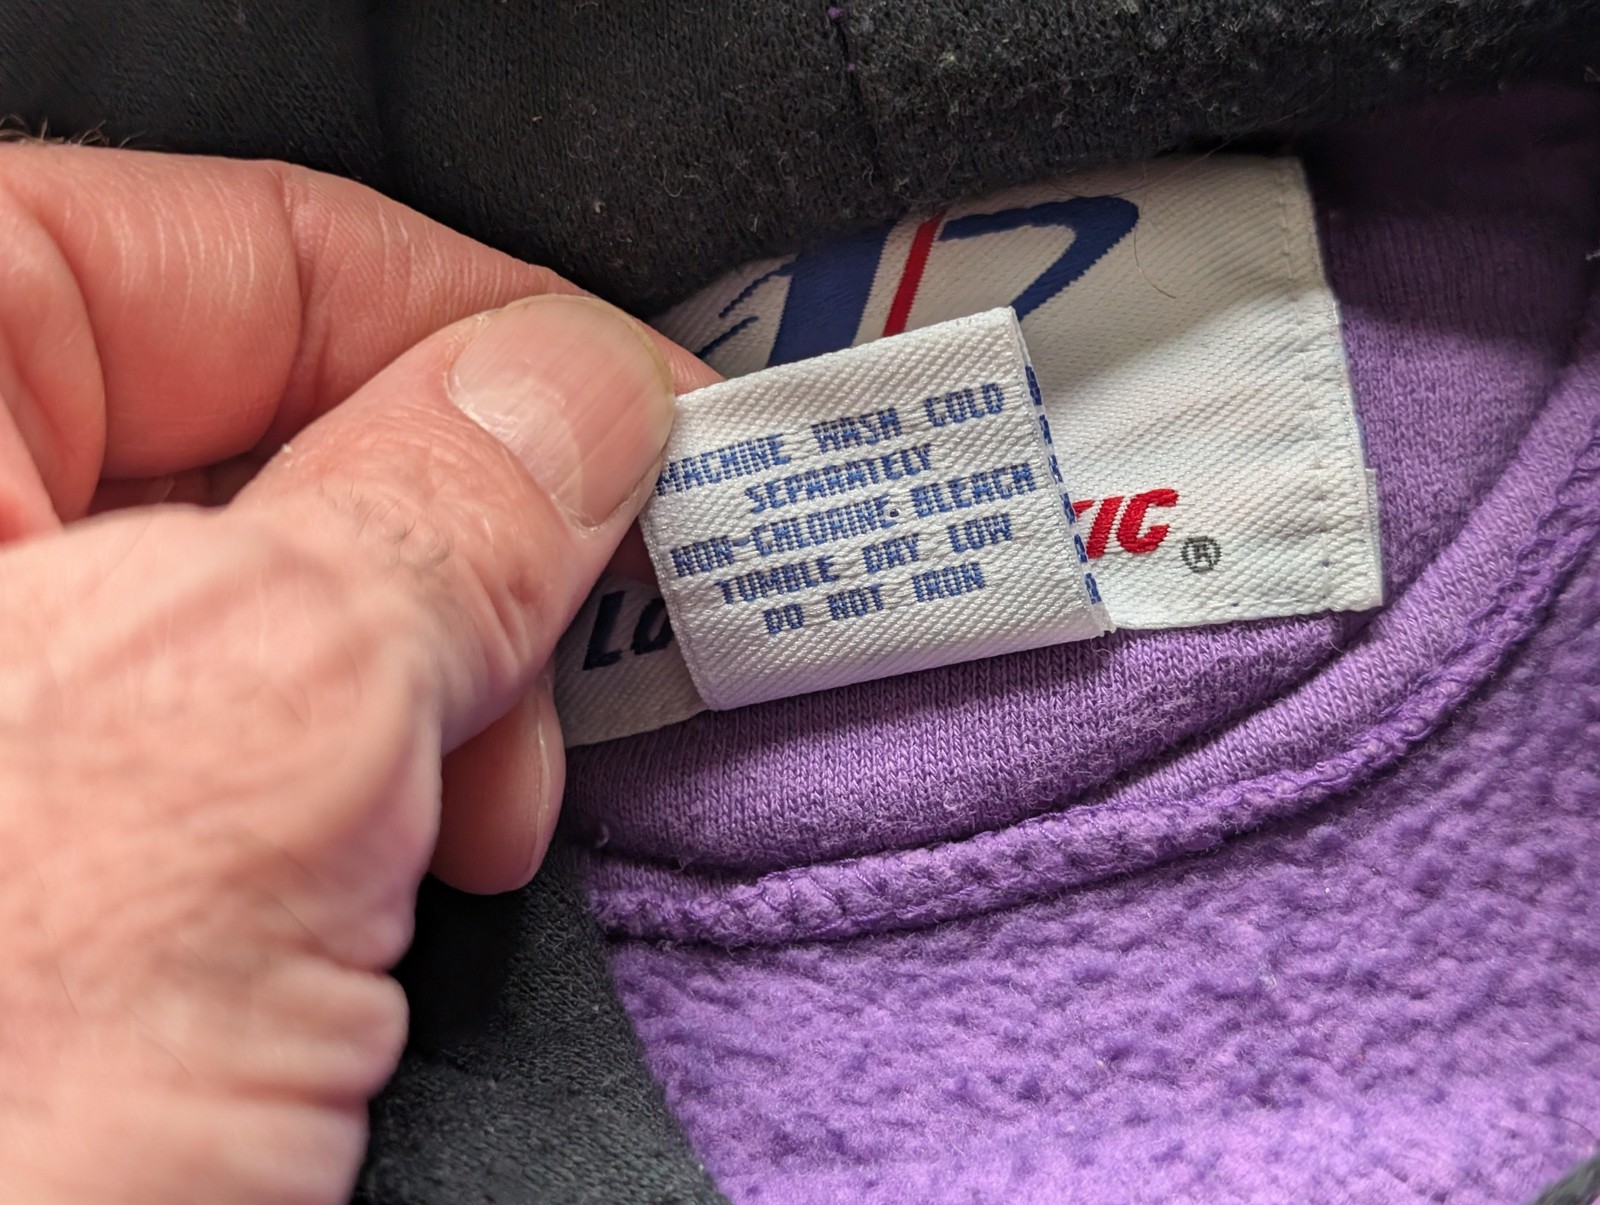 MACHINE WASH COLD
SEPARATELY
NON-CHLORINE BLEACH
TUMBLE DRY LOW
DO NOT IRON
®